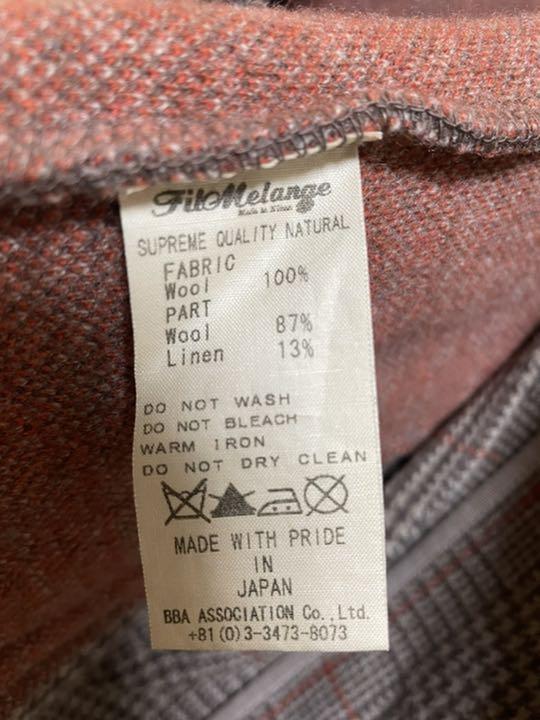 FilMelange
SUPREME QUALITY NATURAL
FABRIC
Wool 100%
PART
Wool 87%
Linen 13%
DO NOT WASH
DO NOT BLEACH
WARM IRON
DO NOT DRY CLEAN
MADE WITH PRIDE
IN
JAPAN
BBA ASSOCIATION Co.,Ltd.
+81(0)3-3473-8073